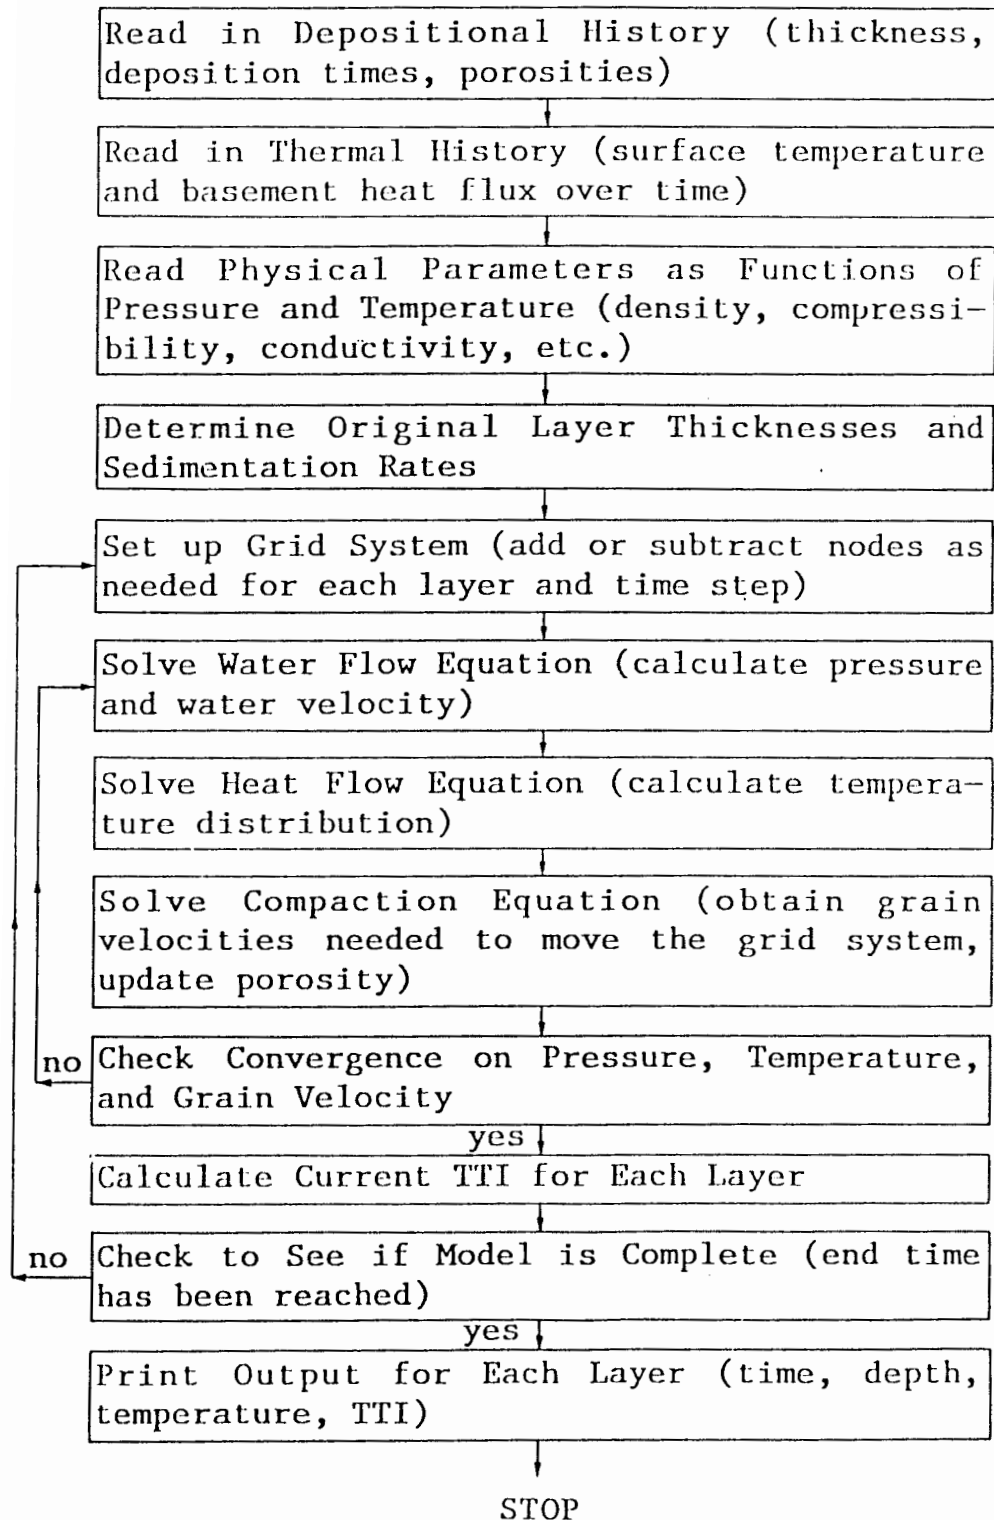 Read in Depositional History (thickness,
deposition times, porosities)
Read in Thermal History (surface temperature
and basement heat flux over time)
Read Physical Parameters as Functions of
Pressure and Temperature (density, compressi-
bility, conductivity, etc.)
Determine Original Layer Thicknesses and
Sedimentation Rates
Set up Grid System (add or subtract nodes as
needed for each layer and time step)
Solve Water Flow Equation (calculate pressure
and water velocity)
Solve Heat Flow Equation (calculate tempera-
ture distribution)
Solve Compaction Equation (obtain grain
velocities needed to move the grid system,
update porosity)
no
Check Convergence on Pressure, Temperature,
and Grain Velocity
yes
Calculate Current TTI for Each Layer
no
Check to See if Model is Complete (end time
has been reached)
yes
Print Output for Each Layer (time, depth,
temperature, TTI)
STOP